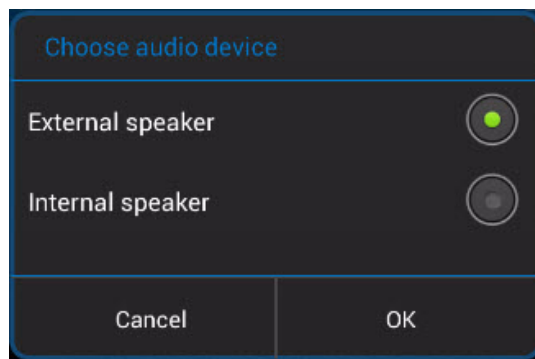 Choose audio device
External speaker
Internal speaker
Cancel
OK